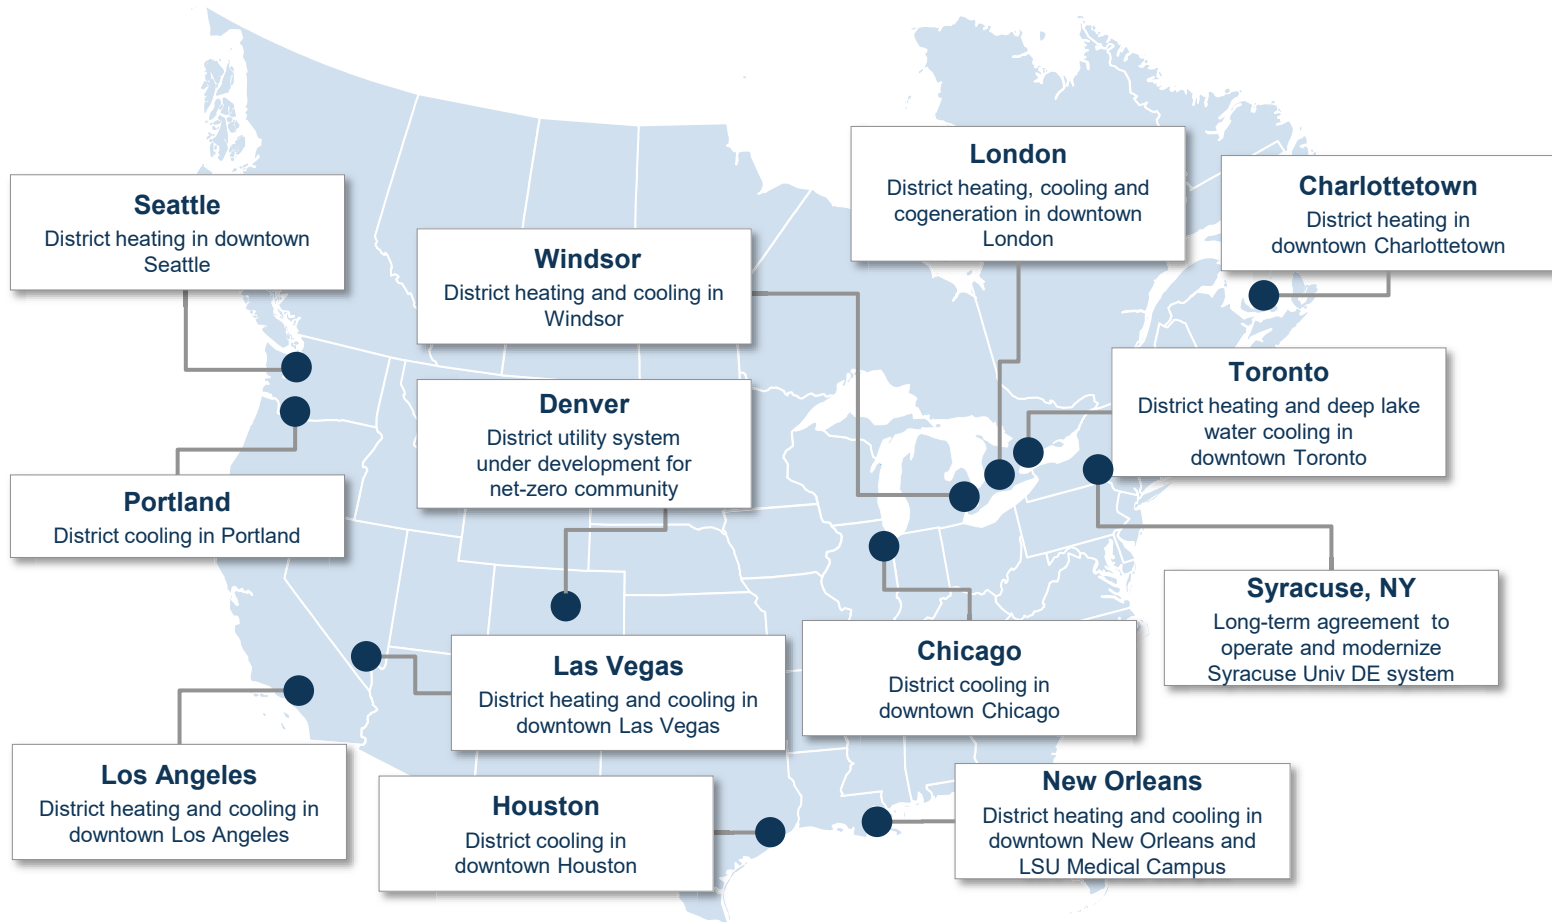 London
District heating, cooling and
cogeneration in downtown
London
Charlottetown
District heating in
downtown Charlottetown
Seattle
District heating in downtown
Seattle
Windsor
District heating and cooling in
Windsor
Toronto
District heating and deep lake
water cooling in
downtown Toronto
Denver
District utility system
under development for
net-zero community
Portland
District cooling in Portland
Syracuse, NY
Long-term agreement to
operate and modernize
Syracuse Univ DE system
Las Vegas
District heating and cooling in
downtown Las Vegas
Chicago
District cooling in
downtown Chicago
Los Angeles
District heating and cooling in
downtown Los Angeles
Houston
District cooling in
downtown Houston
New Orleans
District heating and cooling in
downtown New Orleans and
LSU Medical Campus